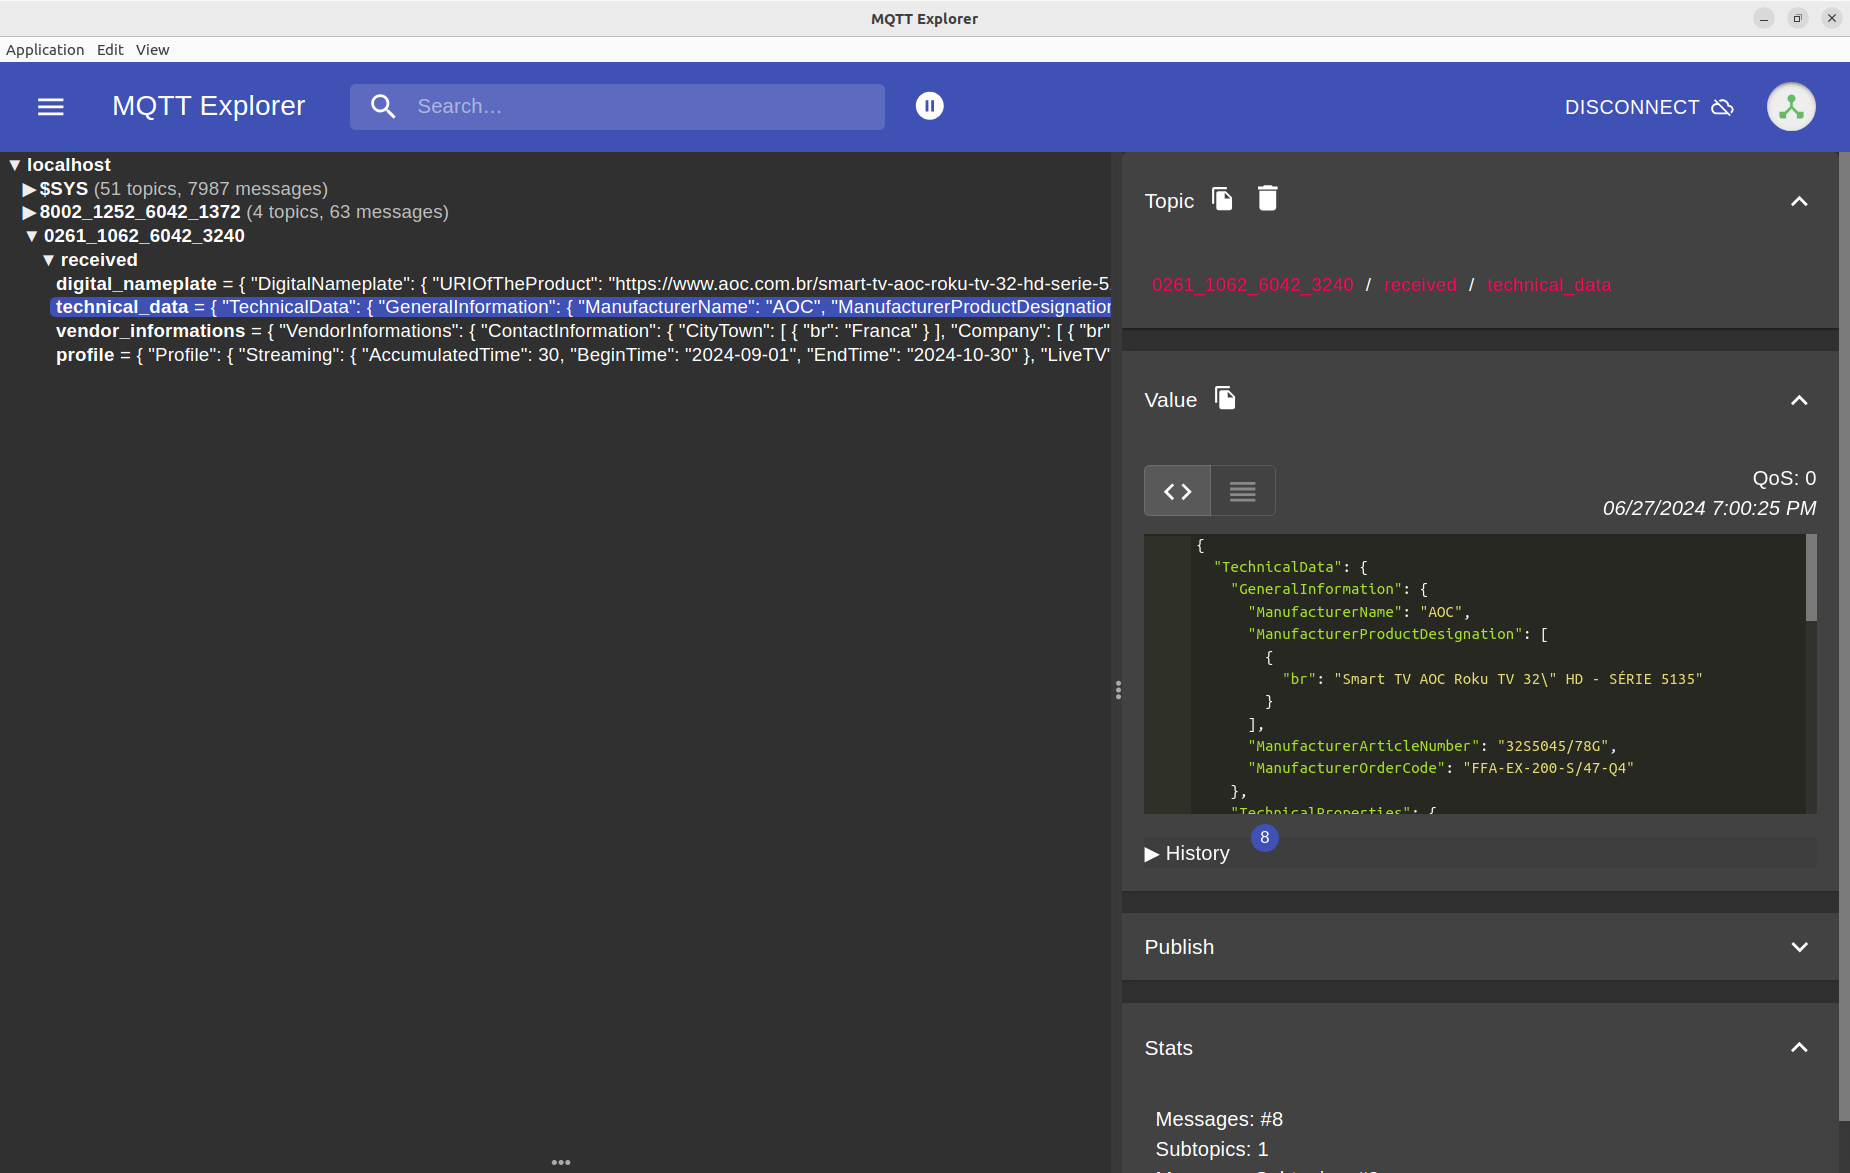 MQTT Explorer
Application Edit View
MQTT Explorer
Search...
DISCONNECT
▼ localhost
▶ $SYS (51 topics, 7987 messages)
▶ 8002_1252_6042_1372 (4 topics, 63 messages)
▼ 0261_1062_6042_3240
▼ received
digital_nameplate = { "DigitalNameplate": { "URIOfTheProduct": "https://www.aoc.com.br/smart-tv-aoc-roku-tv-32-hd-serie-5
technical_data = { "TechnicalData": { "GeneralInformation": { "ManufacturerName": "AOC", "ManufacturerProductDesignation
vendor_informations = { "VendorInformations": { "ContactInformation": { "CityTown": [ { "br": "Franca" } ], "Company": [ { "br"
profile = { "Profile": { "Streaming": { "AccumulatedTime": 30, "BeginTime": "2024-09-01", "EndTime": "2024-10-30" }, "LiveTV"
Topic
0261_1062_6042_3240 / received / technical_data
Value
QoS: 0
06/27/2024 7:00:25 PM
{
"TechnicalData": {
"GeneralInformation": {
"ManufacturerName": "AOC",
"ManufacturerProductDesignation": [
{
"br": "Smart TV AOC Roku TV 32\" HD - SÉRIE 5135"
}
],
"ManufacturerArticleNumber": "32S5045/78G",
"ManufacturerOrderCode": "FFA-EX-200-S/47-Q4"
},
"TechnicalProperties": {
▶ History 8
Publish
Stats
Messages: #8
Subtopics: 1